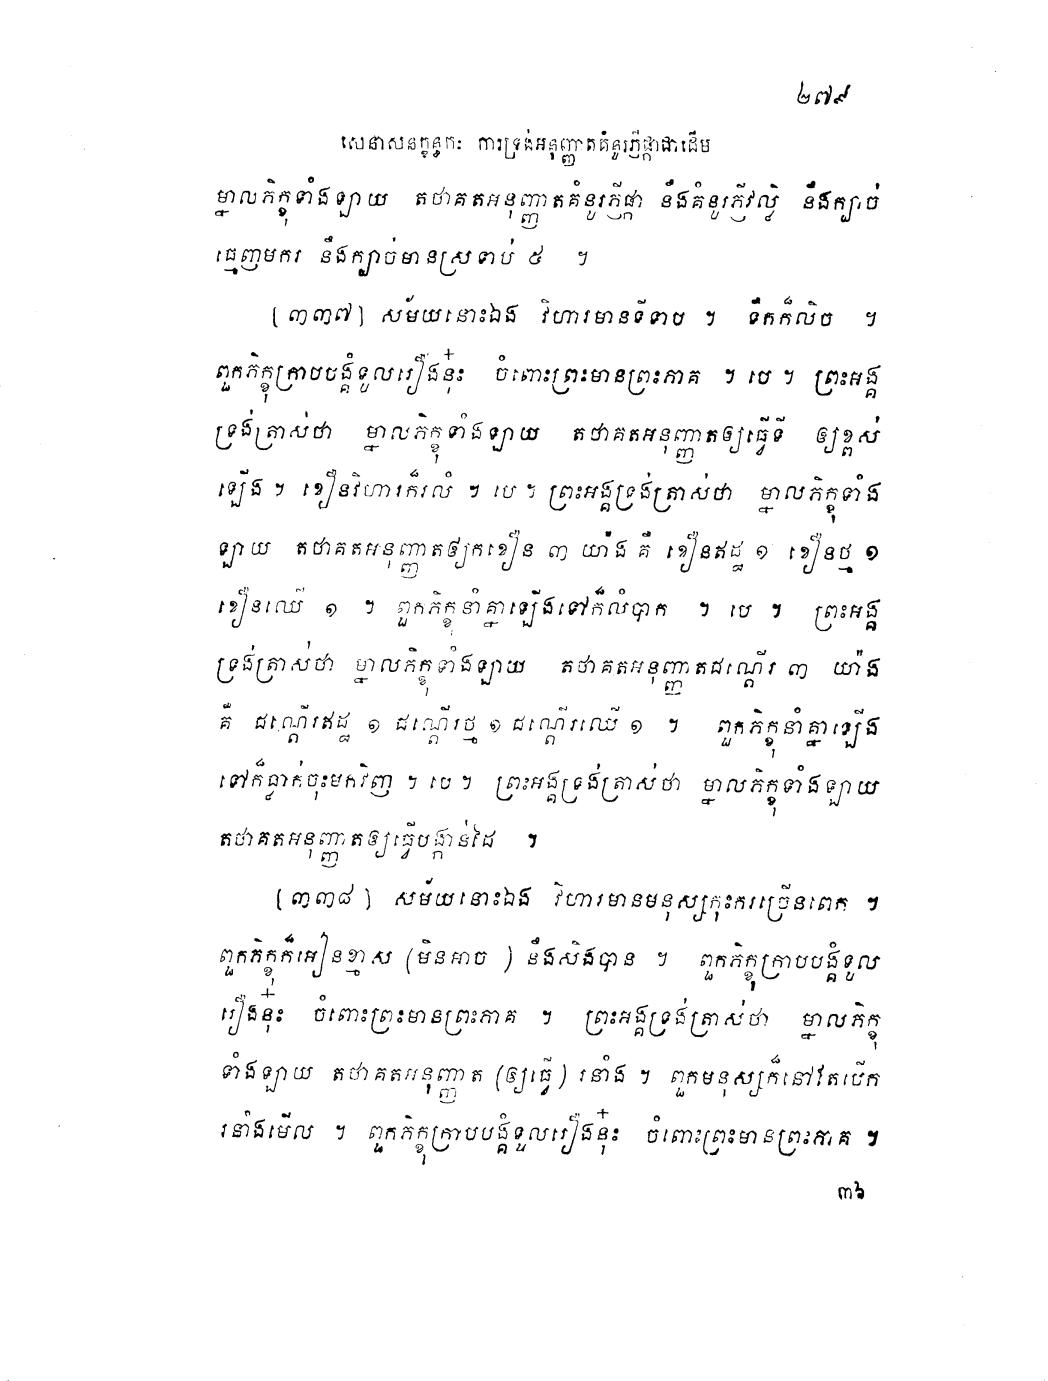 ២៧៩
សេនាសនក្ខន្ធកៈ ការទ្រង់អនុញ្ញាតគំនូរភ្ញីផ្កាជាដើម
ម្នាលភិក្ខុទាំងឡាយ តថាគតអនុញ្ញាតគំនូរភ្ញីផ្កា នឹងគំនូរភ្ញីវល្លិ៍ នឹងក្បាច់
ធ្មេញមករ នឹងក្បាច់មានស្រទាប់ ៥ ។
[៣៣៧] សម័យនោះឯង វិហារមានទីទាប ។ ទឹកក៏លិច ។
ពួកភិក្ខុក្រាបបង្គំទូលរឿងនុ៎ះ ចំពោះព្រះមានព្រះភាគ ។ បេ ។ ព្រះអង្គ
ទ្រង់ត្រាស់ថា ម្នាលភិក្ខុទាំងឡាយ តថាគតអនុញ្ញាតឲ្យធ្វើទី ឲ្យខ្ពស់
ឡើង ។ ខឿនវិហារក៏រលំ ។ បេ ។ ព្រះអង្គទ្រង់ត្រាស់ថា ម្នាលភិក្ខុទាំង
ឡាយ តថាគតអនុញ្ញាតឲ្យកខឿន ៣ យ៉ាង គឺ ខឿនឥដ្ឋ ១ ខឿនថ្ម ១
ខឿនឈើ ១ ។ ពួកភិក្ខុនាំគ្នាឡើងទៅក៏លំបាក ។ បេ ។ ព្រះអង្គ
ទ្រង់ត្រាស់ថា ម្នាលភិក្ខុទាំងឡាយ តថាគតអនុញ្ញាតជណ្តើរ ៣ យ៉ាង
គឺ ជណ្តើរឥដ្ឋ ១ ជណ្តើរថ្ម ១ ជណ្តើរឈើ ១ ។ ពួកភិក្ខុនាំគ្នាឡើង
ទៅក៏ធ្លាក់ចុះមកវិញ ។ បេ ។ ព្រះអង្គទ្រង់ត្រាស់ថា ម្នាលភិក្ខុទាំងឡាយ
តថាគតអនុញ្ញាតឲ្យធ្វើបង្កាន់ដៃ ។
[៣៣៨] សម័យនោះឯង វិហារមានមនុស្សកុះករច្រើនពេក ។
ពួកភិក្ខុក៏អៀនខ្មាស (មិនអាច) នឹងសិងបាន ។ ពួកភិក្ខុក្រាបបង្គំទូល
រឿងនុ៎ះ ចំពោះព្រះមានព្រះភាគ ។ ព្រះអង្គទ្រង់ត្រាស់ថា ម្នាលភិក្ខុ
ទាំងឡាយ តថាគតអនុញ្ញាត (ឲ្យធ្វើ) រនាំង ។ ពួកមនុស្សក៏នៅតែបើក
រនាំងមើល ។ ពួកភិក្ខុក្រាបបង្គំទូលរឿងនុ៎ះ ចំពោះព្រះមានព្រះភាគ ។
៣៦